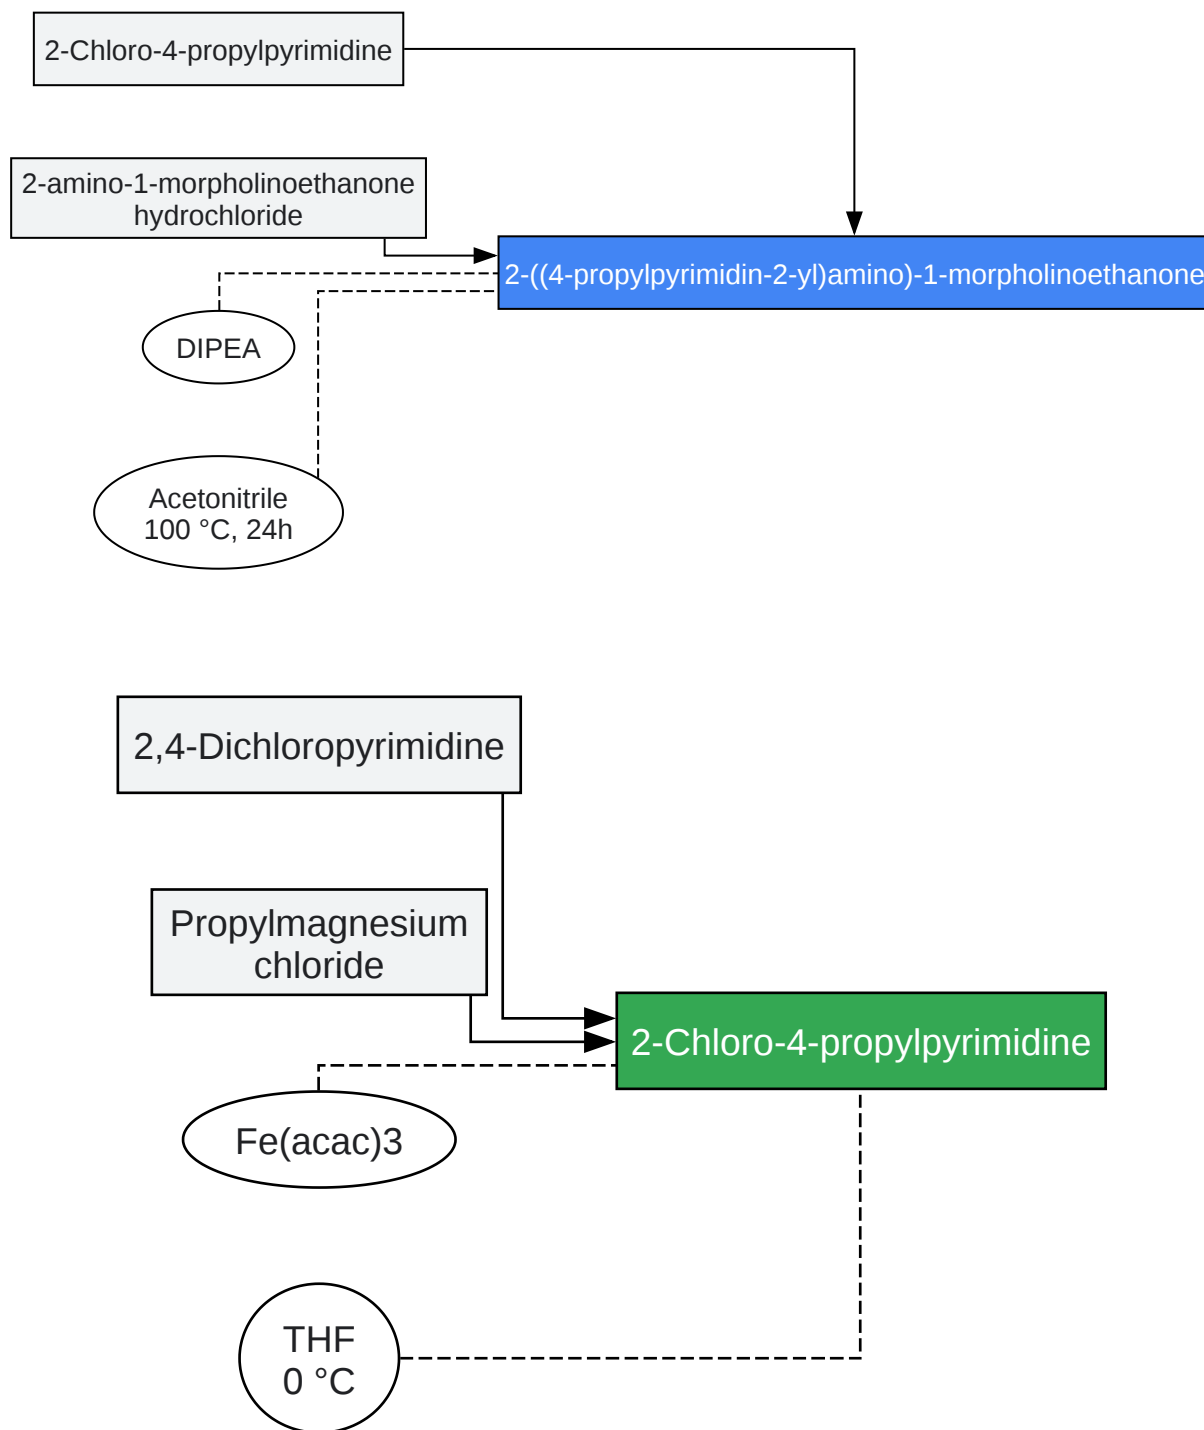 2-Chloro-4-propylpyrimidine
2-amino-1-morpholinoethanone
hydrochloride
2-((4-propylpyrimidin-2-yl)amino)-1-morpholinoethanone
DIPEA
Acetonitrile
100 °C, 24h
2,4-Dichloropyrimidine
Propylmagnesium
chloride
2-Chloro-4-propylpyrimidine
Fe(acac)3
THF
0 °C